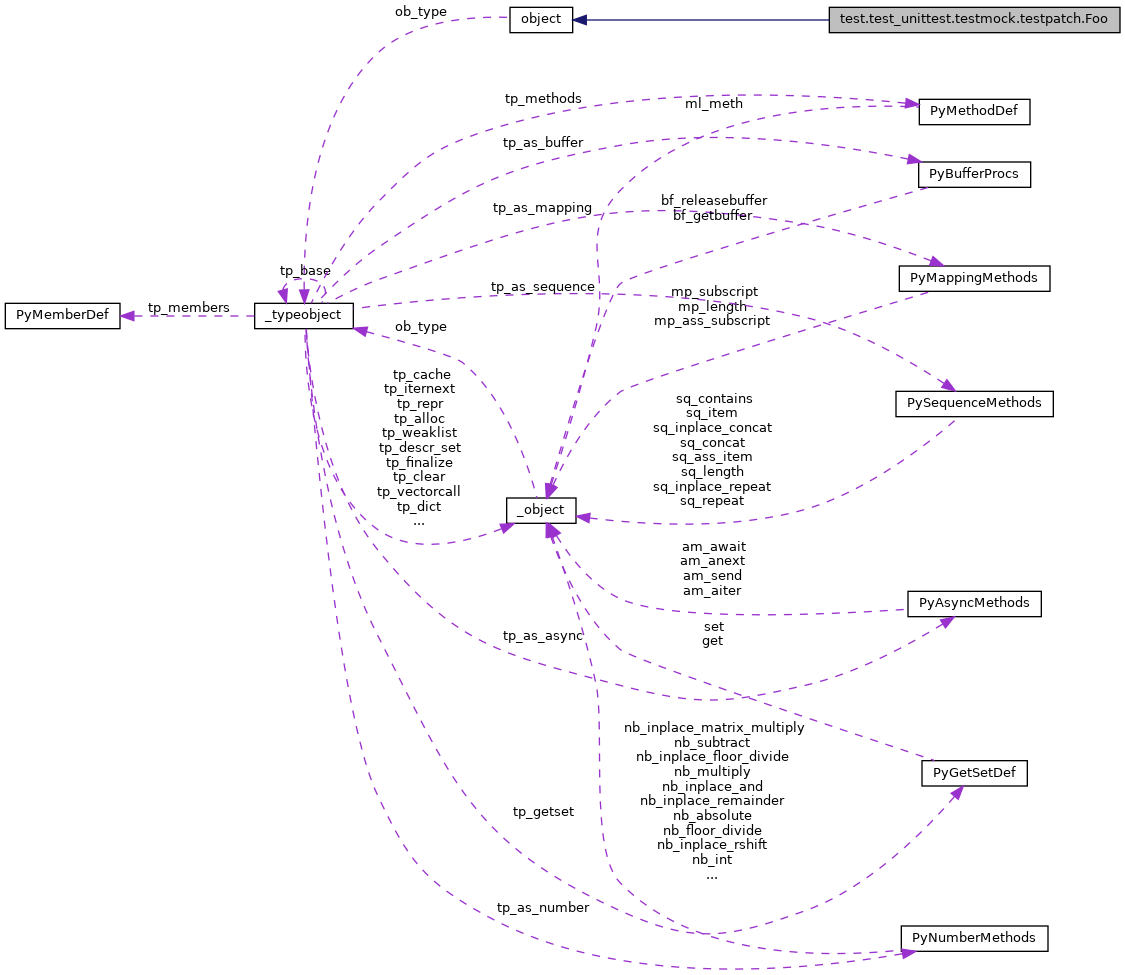 ob_type
object
test.test_unittest.testmock.testpatch.Foo
tp_methods
ml_meth
PyMethodDef
tp_as_buffer
PyBufferProcs
tp_as_mapping
bf_releasebuffer
bf_getbuffer
tp_base
PyMappingMethods
tp_as_sequence
mp_subscript
mp_length
mp_ass_subscript
PyMemberDef
tp_members
_typeobject
ob_type
tp_cache
tp_iternext
tp_repr
tp_alloc
tp_weaklist
tp_descr_set
tp_finalize
tp_clear
tp_vectorcall
tp_dict
...
sq_contains
sq_item
sq_inplace_concat
sq_concat
sq_ass_item
sq_length
sq_inplace_repeat
sq_repeat
PySequenceMethods
_object
am_await
am_anext
am_send
am_aiter
PyAsyncMethods
tp_as_async
set
get
nb_inplace_matrix_multiply
nb_subtract
nb_inplace_floor_divide
nb_multiply
nb_inplace_and
nb_inplace_remainder
nb_absolute
nb_floor_divide
nb_inplace_rshift
nb_int
...
PyGetSetDef
tp_getset
tp_as_number
PyNumberMethods